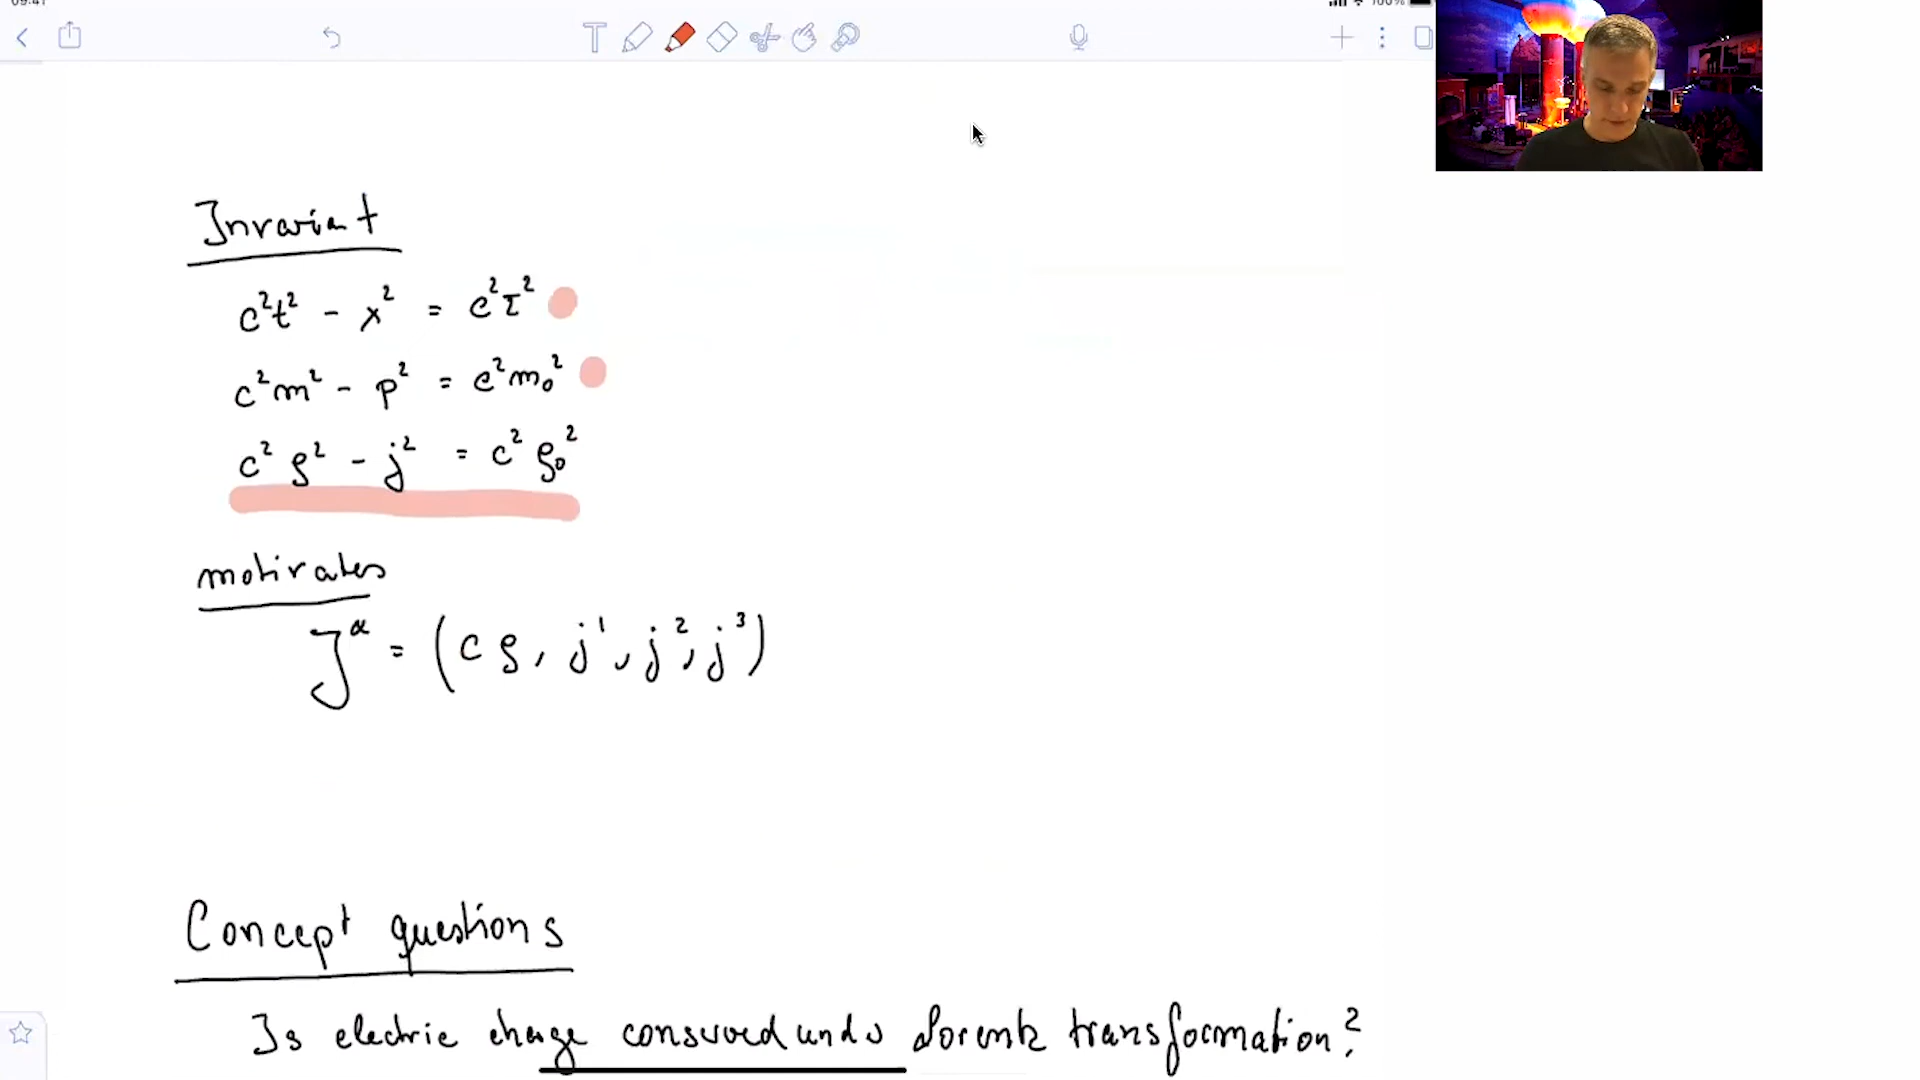 Invariant
c²t² - x² = c²τ²
c²m² - p² = c²m₀²
c²ρ² - j² = c²ρ₀²
motivates
J^α = (cρ, j¹, j², j³)
Concept questions
Is electric charge conserved under Lorentz transformation?